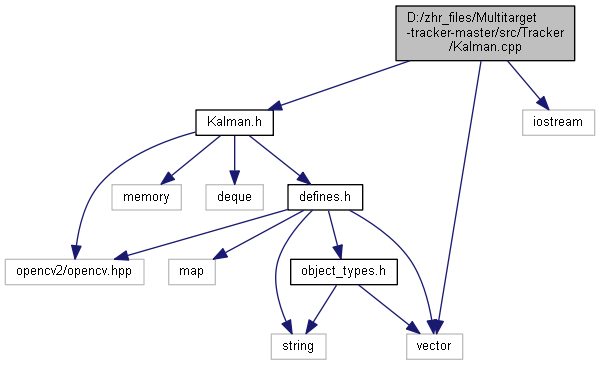 D:/zhr_files/Multitarget
-tracker-master/src/Tracker
/Kalman.cpp
Kalman.h
iostream
memory
deque
defines.h
opencv2/opencv.hpp
map
object_types.h
string
vector